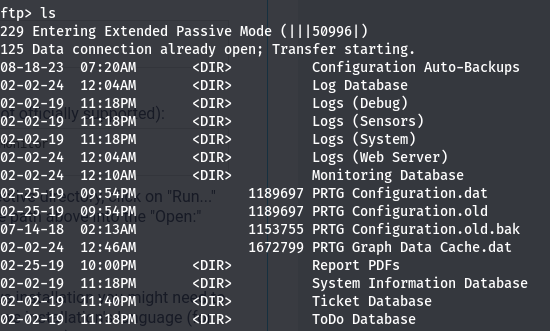 ftp> ls
229 Entering Extended Passive Mode (|||50996|)
125 Data connection already open; Transfer starting.
08-18-23  07:20AM       <DIR>          Configuration Auto-Backups
02-02-24  12:04AM       <DIR>          Log Database
02-02-19  11:18PM       <DIR>          Logs (Debug)
02-02-19  11:18PM       <DIR>          Logs (Sensors)
02-02-19  11:18PM       <DIR>          Logs (System)
02-02-24  12:04AM       <DIR>          Logs (Web Server)
02-02-24  12:10AM       <DIR>          Monitoring Database
02-25-19  09:54PM              1189697 PRTG Configuration.dat
02-25-19  09:54PM              1189697 PRTG Configuration.old
07-14-18  02:13AM              1153755 PRTG Configuration.old.bak
02-02-24  12:46AM              1672799 PRTG Graph Data Cache.dat
02-25-19  10:00PM       <DIR>          Report PDFs
02-02-19  11:18PM       <DIR>          System Information Database
02-02-19  11:40PM       <DIR>          Ticket Database
02-02-19  11:18PM       <DIR>          ToDo Database